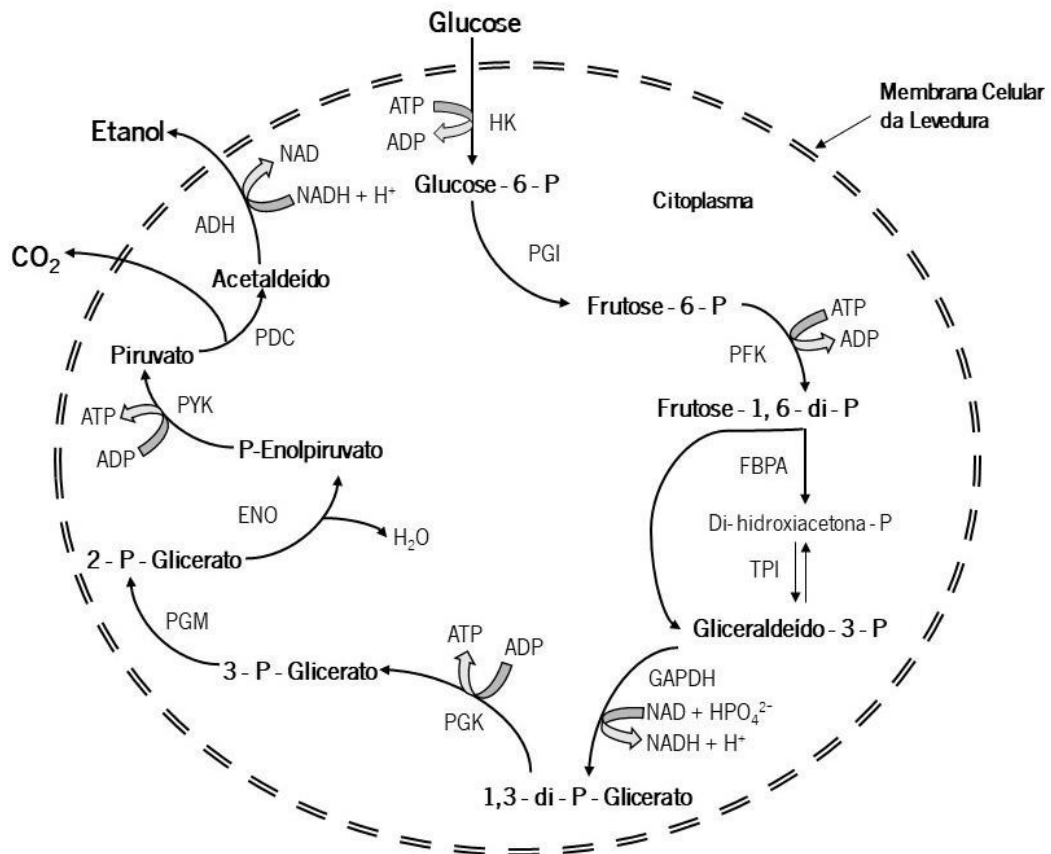 Glucose
Membrana Celular
da Levedura
ATP
ADP
HK
Etanol
NAD
NADH + H⁺
ADH
Glucose - 6 - P
Citoplasma
PGI
CO₂
Acetaldeído
PDC
Piruvato
Frutose - 6 - P
ATP
ADP
PFK
ATP
ADP
PYK
P-Enolpiruvato
Frutose - 1, 6 - di - P
FBPA
ENO
H₂O
Di-hidroxiacetona - P
TPI
2 - P - Glicerato
PGM
Gliceraldeído - 3 - P
ATP
ADP
3 - P - Glicerato
PGK
GAPDH
NAD + HPO₄²⁻
NADH + H⁺
1,3 - di - P - Glicerato